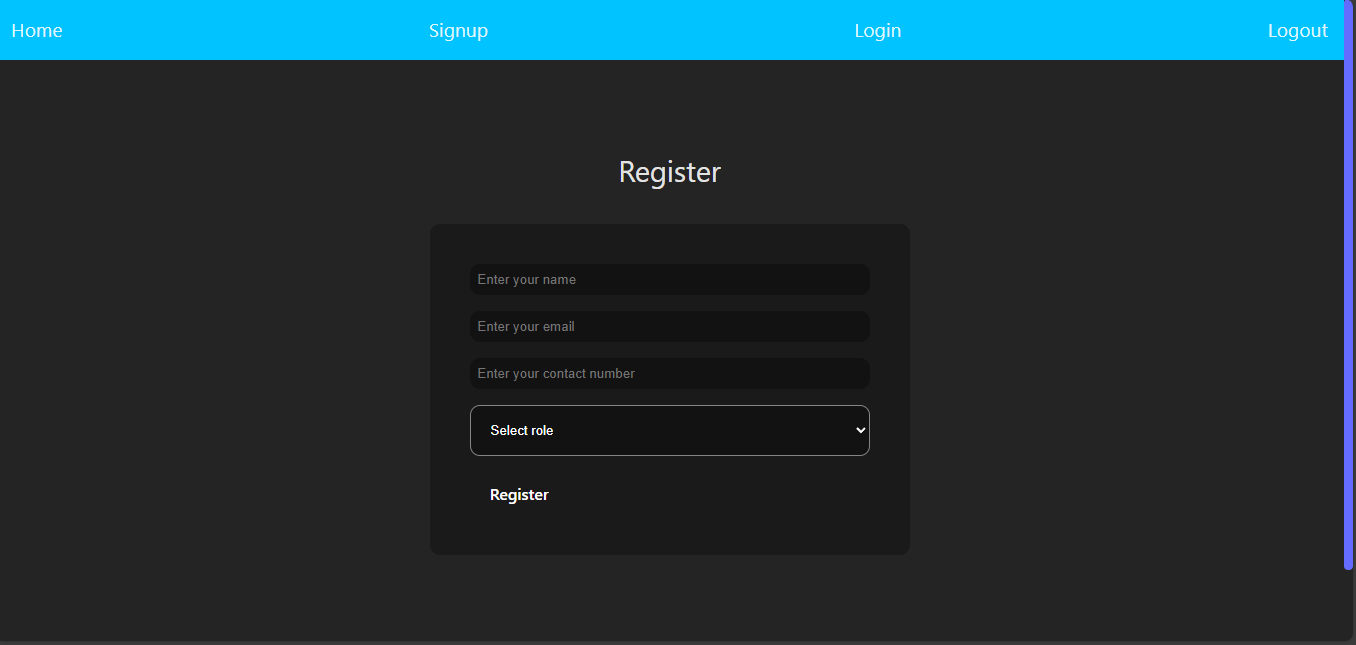 Home Signup Login Logout
Register
Enter your name
Enter your email
Enter your contact number
Select role
Register